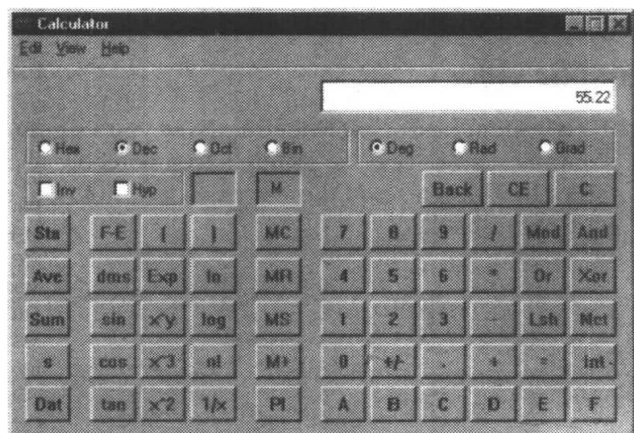 Calculator
Edit View Help
55.22
Hex Dec Oct Bin Deg Rad Grad
Inv Hyp M Back CE C
Sta F-E ( ) MC 7 8 9 / Mod And
Ave dms Exp ln MR 4 5 6 * Or Xor
Sum sin x^y log MS 1 2 3 - Lsh Not
s cos x^3 n! M+ 0 +/- . + = Int
Dat tan x^2 1/x PI A B C D E F